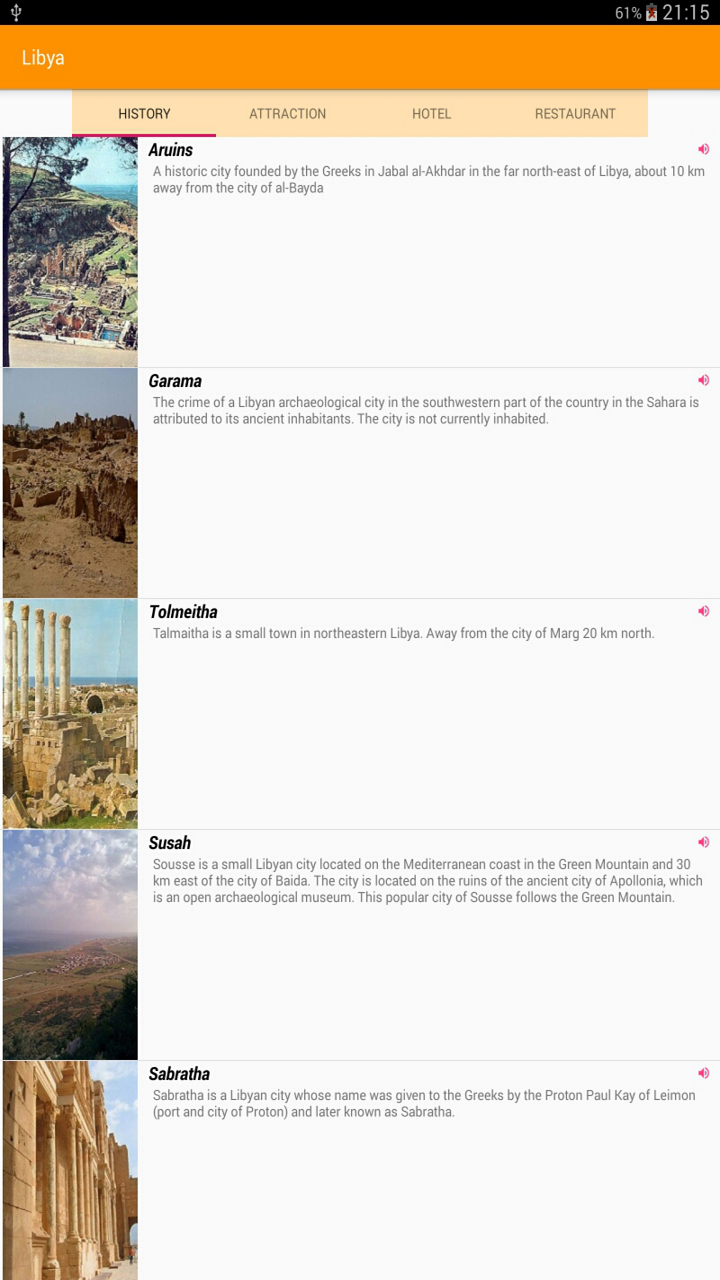 61% 21:15
Libya
HISTORY ATTRACTION HOTEL RESTAURANT
Aruins
A historic city founded by the Greeks in Jabal al-Akhdar in the far north-east of Libya, about 10 km
away from the city of al-Bayda
Garama
The crime of a Libyan archaeological city in the southwestern part of the country in the Sahara is
attributed to its ancient inhabitants. The city is not currently inhabited.
Tolmeitha
Talmaitha is a small town in northeastern Libya. Away from the city of Marg 20 km north.
Susah
Sousse is a small Libyan city located on the Mediterranean coast in the Green Mountain and 30
km east of the city of Baida. The city is located on the ruins of the ancient city of Apollonia, which
is an open archaeological museum. This popular city of Sousse follows the Green Mountain.
Sabratha
Sabratha is a Libyan city whose name was given to the Greeks by the Proton Paul Kay of Leimon
(port and city of Proton) and later known as Sabratha.